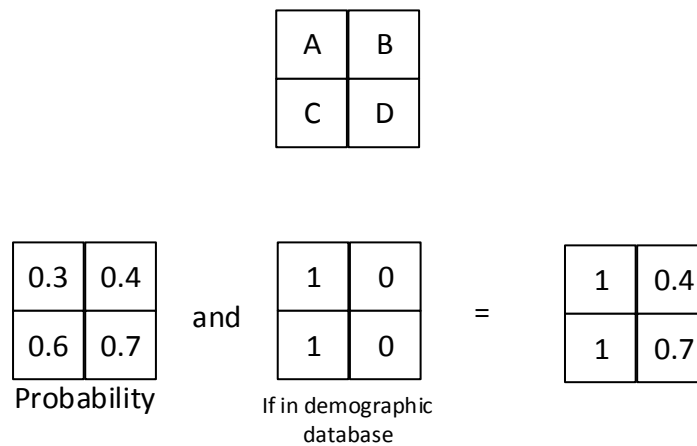 A B
C D
0.3 0.4 and 1 0 = 1 0.4
0.6 0.7 1 0 1 0.7
Probability
If in demographic
database